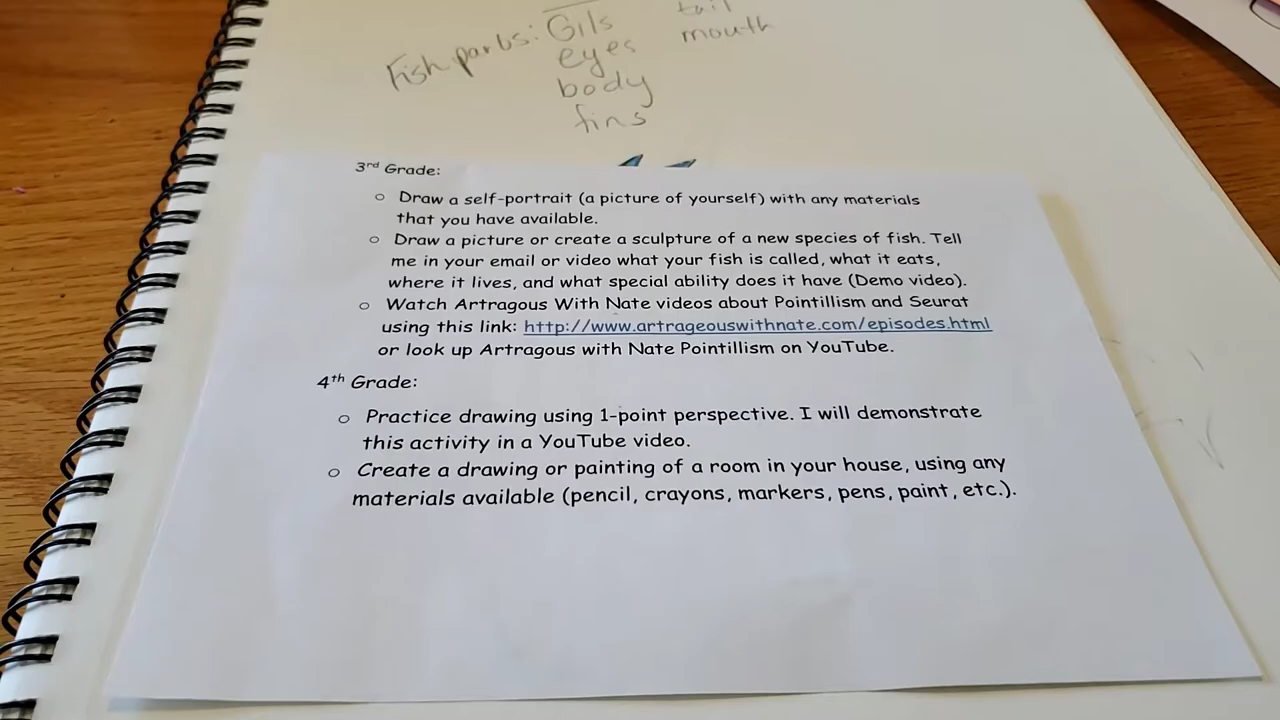 Fish parts: Gils tail
eyes mouth
body
fins
3rd Grade:
○ Draw a self-portrait (a picture of yourself) with any materials
that you have available.
○ Draw a picture or create a sculpture of a new species of fish. Tell
me in your email or video what your fish is called, what it eats,
where it lives, and what special ability does it have (Demo video).
○ Watch Artragous With Nate videos about Pointillism and Seurat
using this link: http://www.artrageouswithnate.com/episodes.html
or look up Artragous with Nate Pointillism on YouTube.
4th Grade:
○ Practice drawing using 1-point perspective. I will demonstrate
this activity in a YouTube video.
○ Create a drawing or painting of a room in your house, using any
materials available (pencil, crayons, markers, pens, paint, etc.).